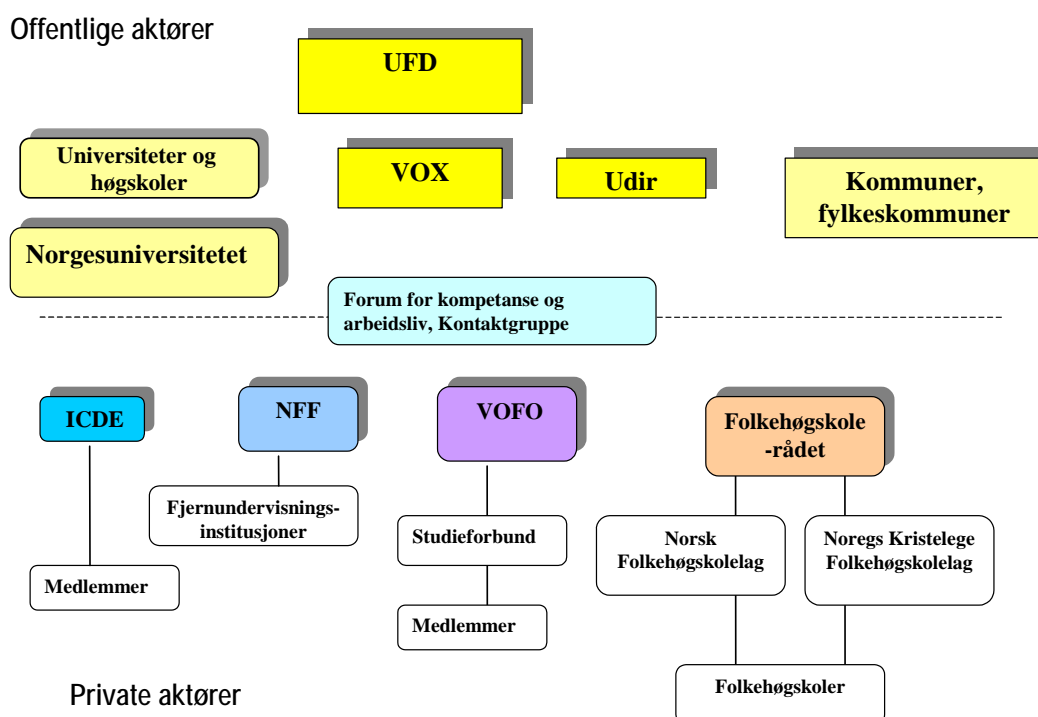 Offentlige aktører
UFD
Universiteter og
høgskoler
VOX
Udir
Kommuner,
fylkeskommuner
Norgesuniversitetet
Forum for kompetanse og
arbeidsliv, Kontaktgruppe
ICDE
NFF
VOFO
Folkehøgskole
-rådet
Fjernundervisnings-
institusjoner
Studieforbund
Norsk
Folkehøgskolelag
Noregs Kristelege
Folkehøgskolelag
Medlemmer
Medlemmer
Folkehøgskoler
Private aktører